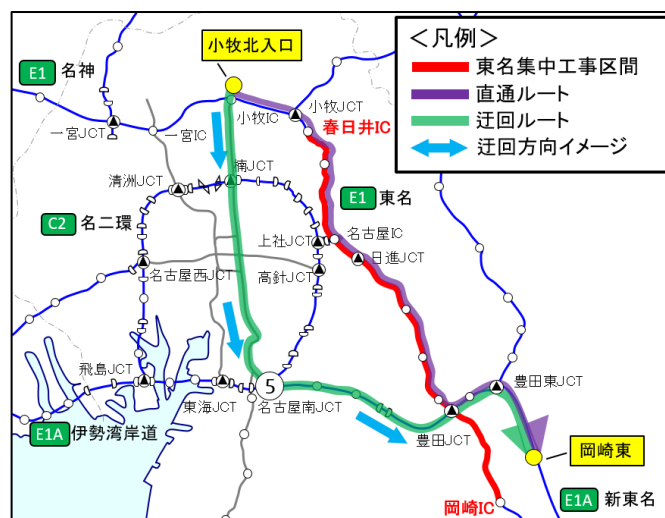 小牧北入口
<凡例>
東名集中工事区間
直通ルート
迂回ルート
迂回方向イメージ
E1 名神
小牧JCT
小牧IC
春日井IC
一宮JCT
一宮IC
楠JCT
清洲JCT
E1 東名
C2 名二環
名古屋IC
上社JCT
日進JCT
名古屋西JCT
高針JCT
飛島JCT
5
豊田東JCT
東海JCT
名古屋南JCT
豊田JCT
E1A 伊勢湾岸道
岡崎東
岡崎IC
E1A 新東名